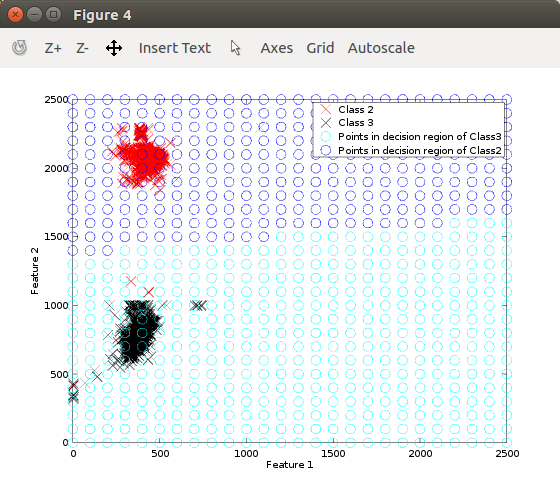 Figure 4
Z+ Z- Insert Text Axes Grid Autoscale
2500
2000
1500
1000
500
0
Feature 2
Class 2
Class 3
Points in decision region of Class3
Points in decision region of Class2
0 500 1000 1500 2000 2500
Feature 1